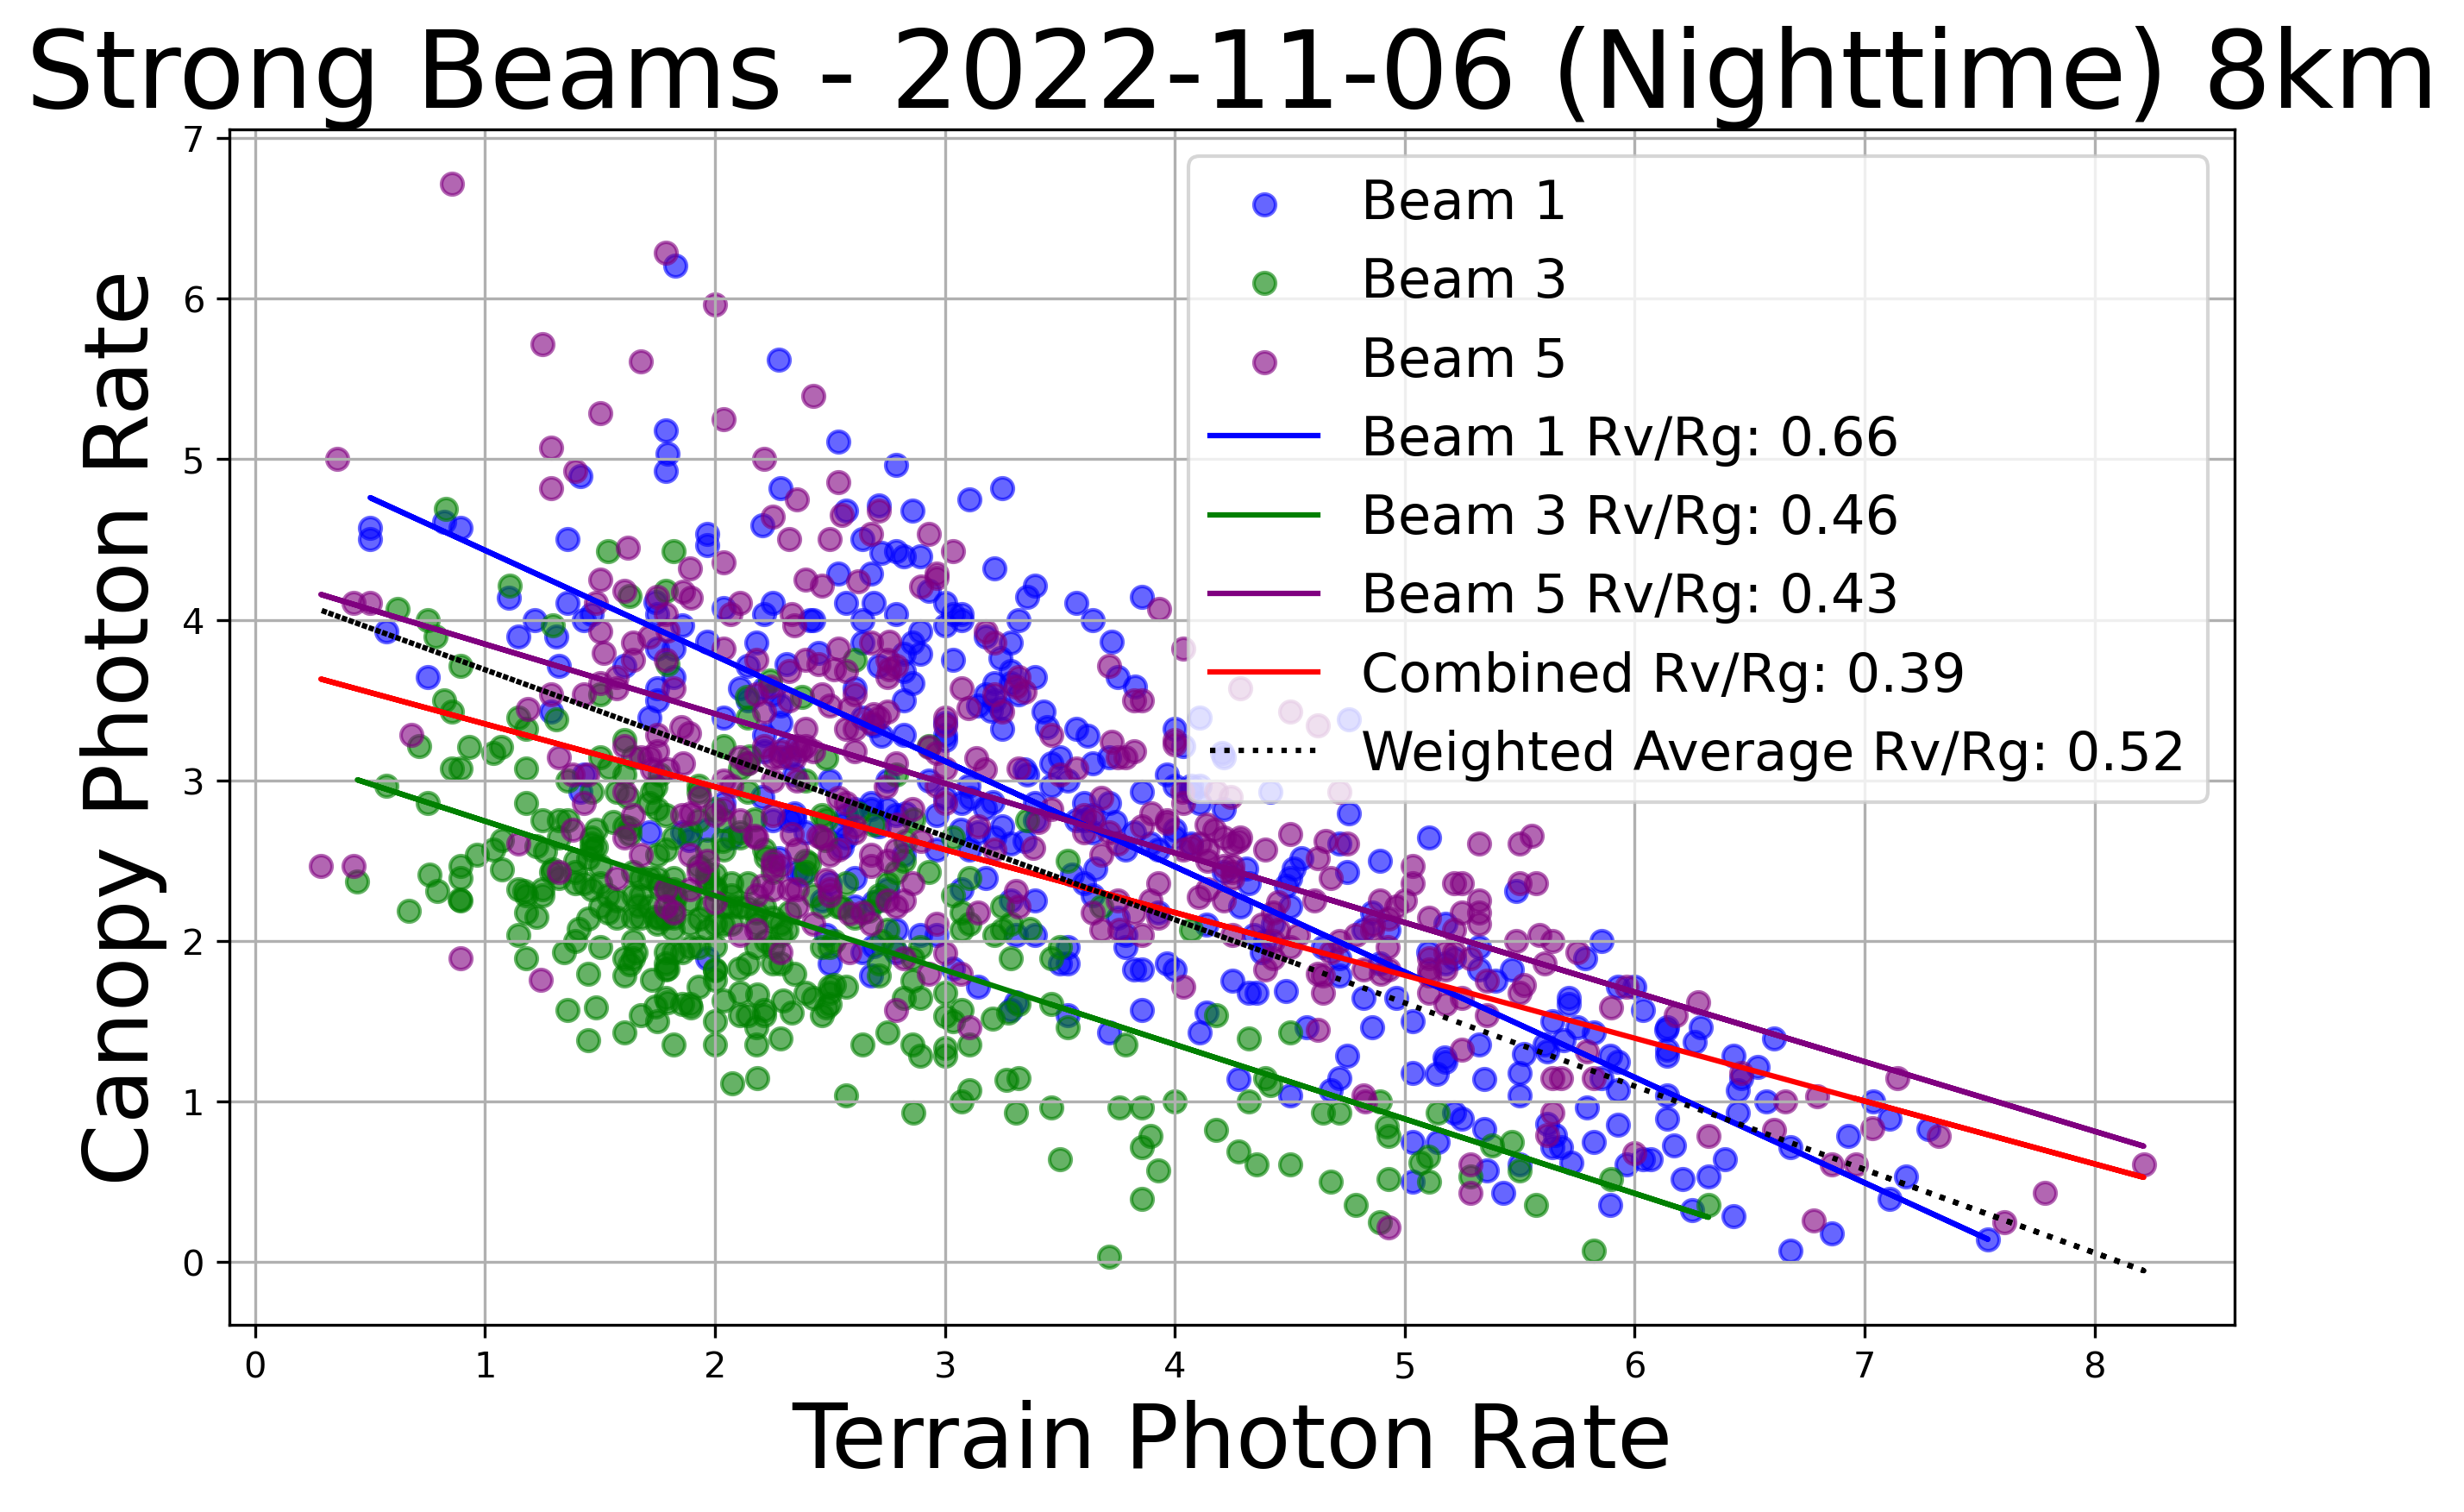 Strong Beams - 2022-11-06 (Nighttime) 8km
7
6
5
4
3
2
1
0
Canopy Photon Rate
Beam 1
Beam 3
Beam 5
Beam 1 Rv/Rg: 0.66
Beam 3 Rv/Rg: 0.46
Beam 5 Rv/Rg: 0.43
Combined Rv/Rg: 0.39
Weighted Average Rv/Rg: 0.52
0 1 2 3 4 5 6 7 8
Terrain Photon Rate